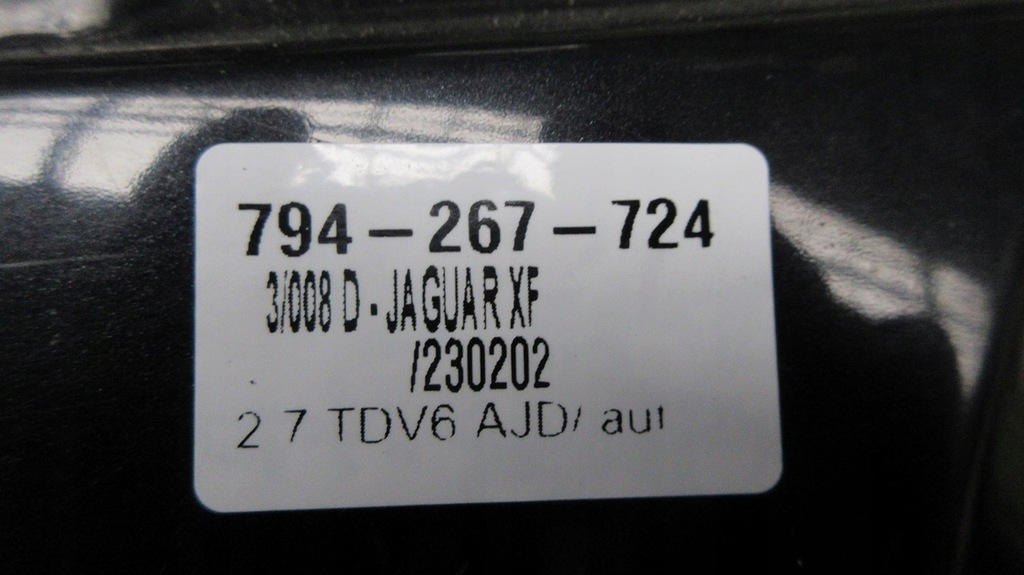 794-267-724
3/008 D - JAGUAR XF
/230202
2 7 TDV6 AJD/ aut